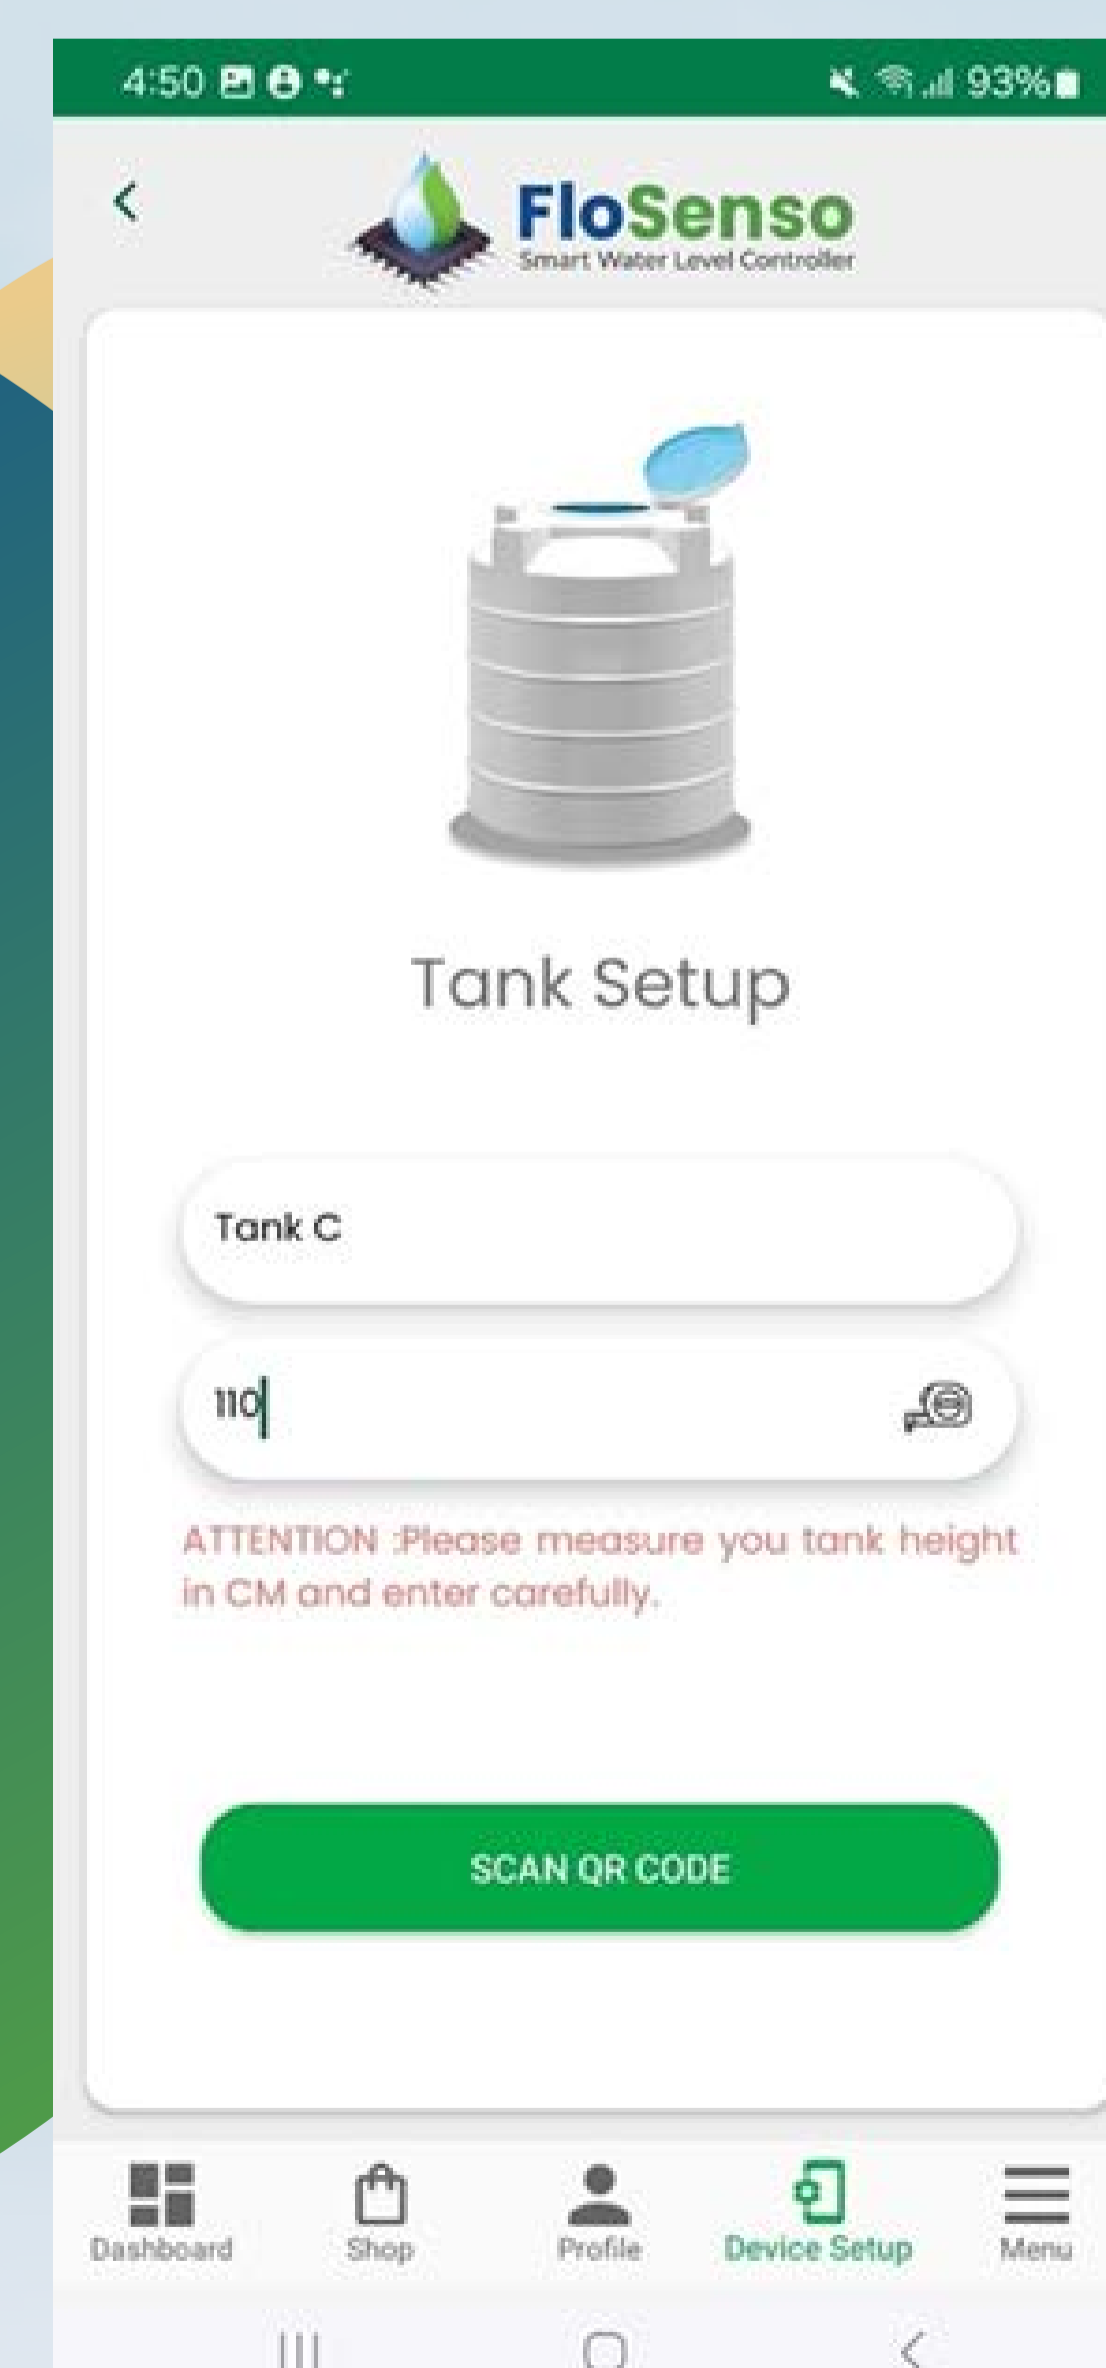 4:50 93%
FloSenso
Smart Water Level Controller
Tank Setup
Tank C
110
ATTENTION :Please measure you tank height
in CM and enter carefully.
SCAN QR CODE
Dashboard Shop Profile Device Setup Menu